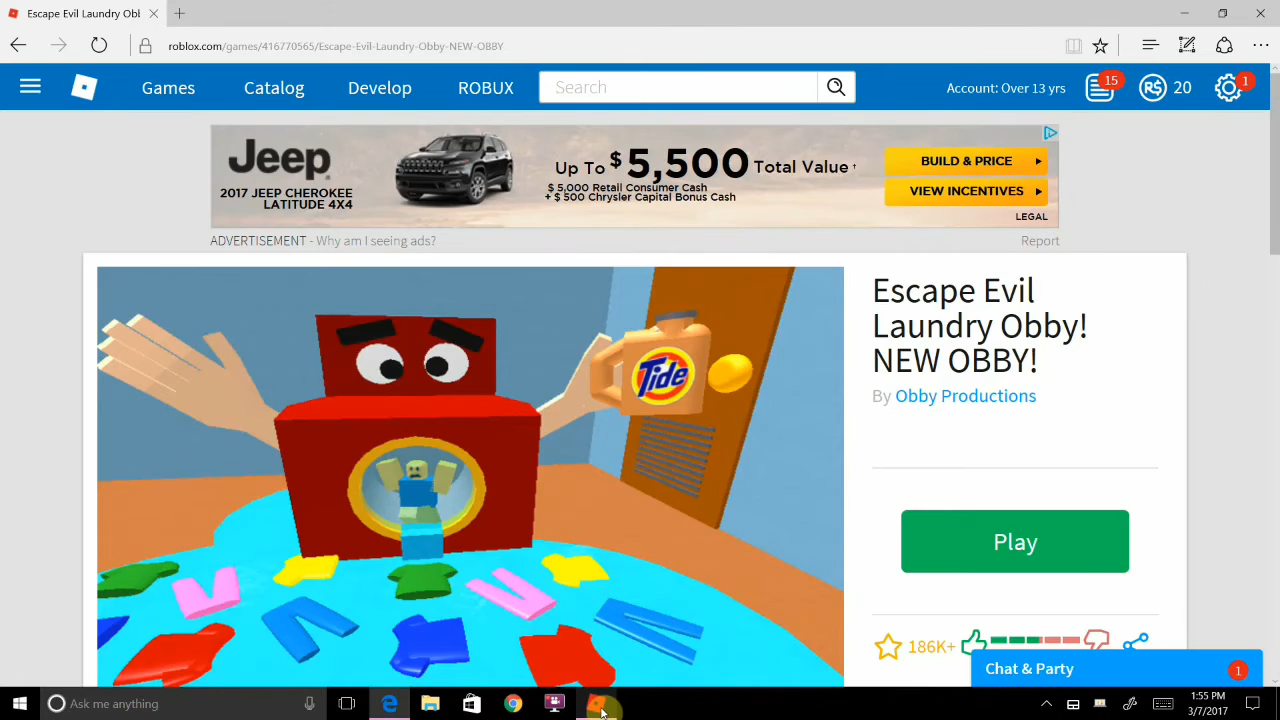 Escape Evil Laundry Obb
roblox.com/games/416770565/Escape-Evil-Laundry-Obby-NEW-OBBY
Games Catalog Develop ROBUX Search Account: Over 13 yrs 15 R$ 20 1
Jeep
2017 JEEP CHEROKEE
LATITUDE 4X4
UP TO $5,500 Total Value †
$ 5,000 Retail Consumer Cash
+ $ 500 Chrysler Capital Bonus Cash
BUILD & PRICE
VIEW INCENTIVES
LEGAL
ADVERTISEMENT - Why am I seeing ads? Report
Tide
Escape Evil
Laundry Obby!
NEW OBBY!
By Obby Productions
Play
186K+
Chat & Party 1
Ask me anything
1:55 PM
3/7/2017